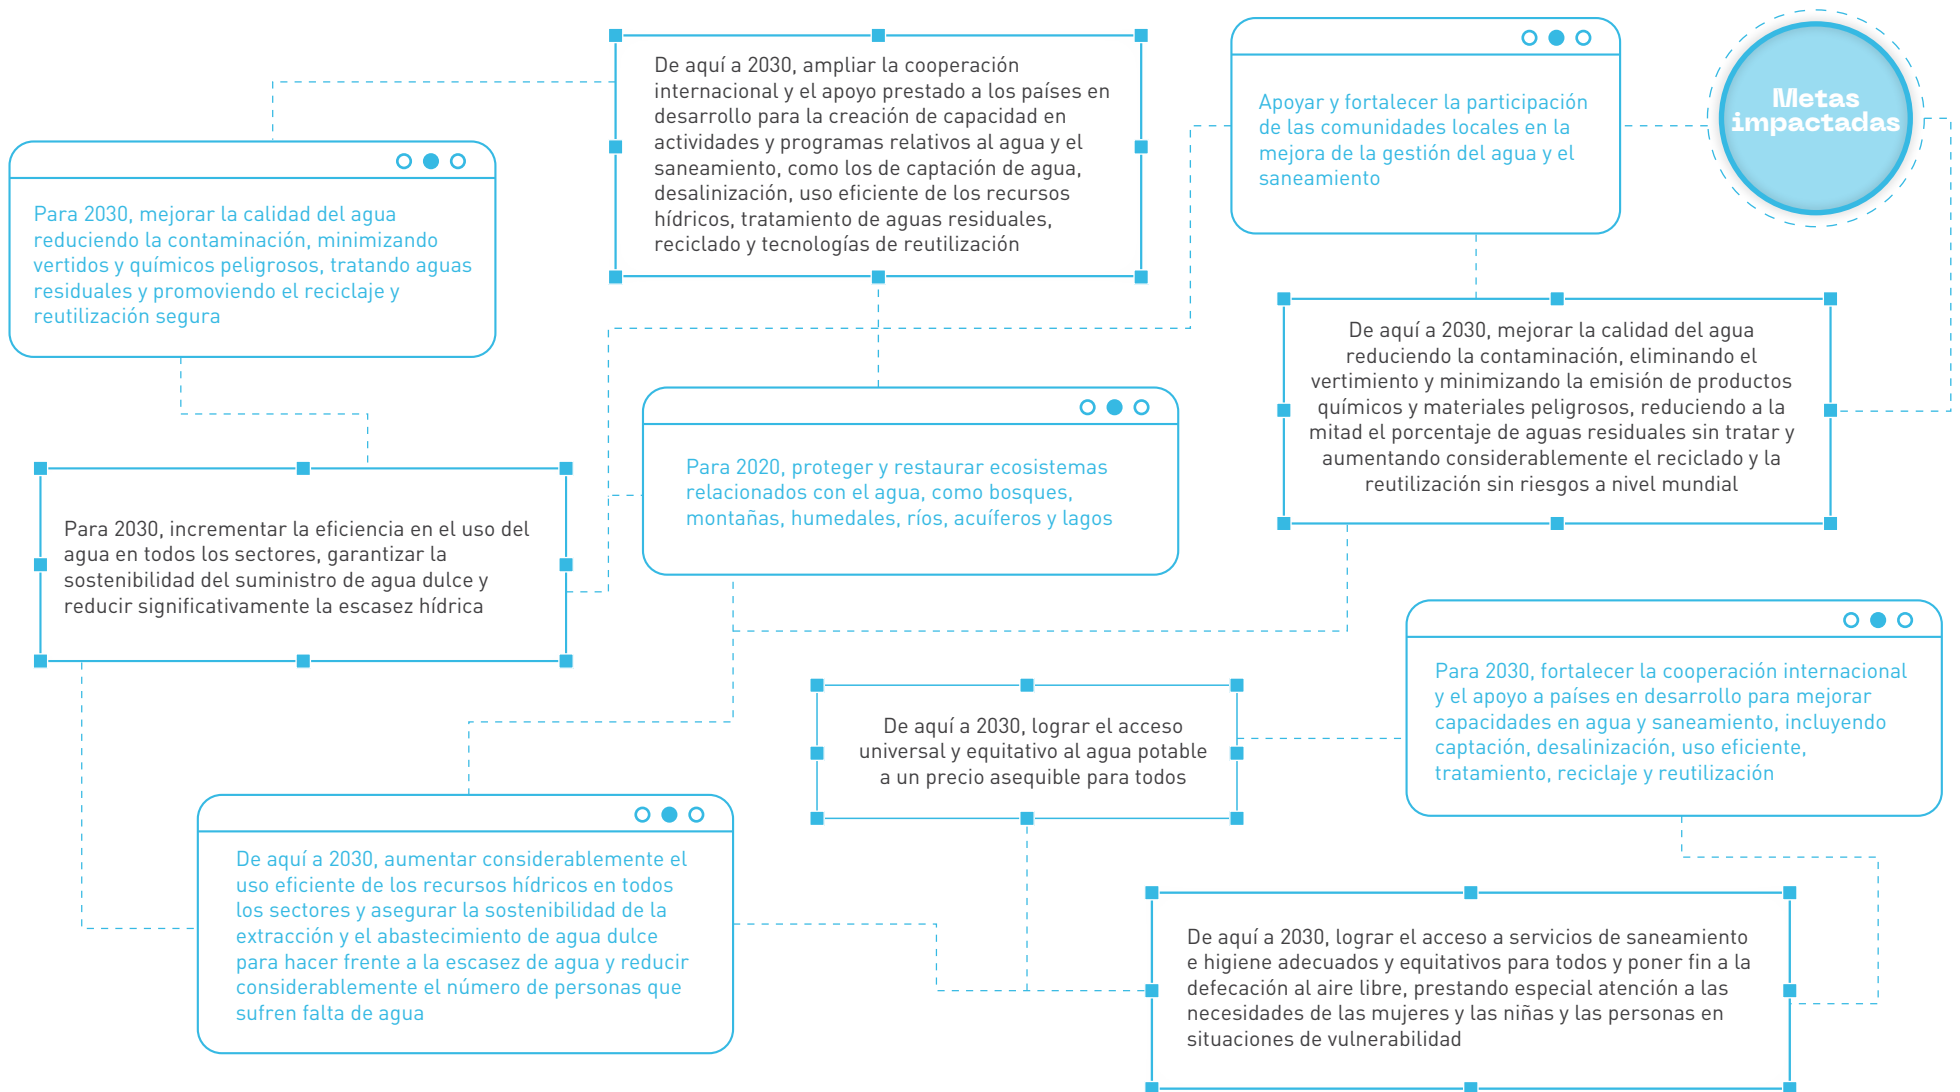 De aquí a 2030, ampliar la cooperación
internacional y el apoyo prestado a los países en
desarrollo para la creación de capacidad en
actividades y programas relativos al agua y el
saneamiento, como los de captación de agua,
desalinización, uso eficiente de los recursos
hídricos, tratamiento de aguas residuales,
reciclado y tecnologías de reutilización
Apoyar y fortalecer la participación
de las comunidades locales en la
mejora de la gestión del agua y el
saneamiento
Metas
impactadas
Para 2030, mejorar la calidad del agua
reduciendo la contaminación, minimizando
vertidos y químicos peligrosos, tratando aguas
residuales y promoviendo el reciclaje y
reutilización segura
De aquí a 2030, mejorar la calidad del agua
reduciendo la contaminación, eliminando el
vertimiento y minimizando la emisión de productos
químicos y materiales peligrosos, reduciendo a la
mitad el porcentaje de aguas residuales sin tratar y
aumentando considerablemente el reciclado y la
reutilización sin riesgos a nivel mundial
Para 2020, proteger y restaurar ecosistemas
relacionados con el agua, como bosques,
montañas, humedales, ríos, acuíferos y lagos
Para 2030, incrementar la eficiencia en el uso del
agua en todos los sectores, garantizar la
sostenibilidad del suministro de agua dulce y
reducir significativamente la escasez hídrica
Para 2030, fortalecer la cooperación internacional
y el apoyo a países en desarrollo para mejorar
capacidades en agua y saneamiento, incluyendo
captación, desalinización, uso eficiente,
tratamiento, reciclaje y reutilización
De aquí a 2030, lograr el acceso
universal y equitativo al agua potable
a un precio asequible para todos
De aquí a 2030, aumentar considerablemente el
uso eficiente de los recursos hídricos en todos
los sectores y asegurar la sostenibilidad de la
extracción y el abastecimiento de agua dulce
para hacer frente a la escasez de agua y reducir
considerablemente el número de personas que
sufren falta de agua
De aquí a 2030, lograr el acceso a servicios de saneamiento
e higiene adecuados y equitativos para todos y poner fin a la
defecación al aire libre, prestando especial atención a las
necesidades de las mujeres y las niñas y las personas en
situaciones de vulnerabilidad